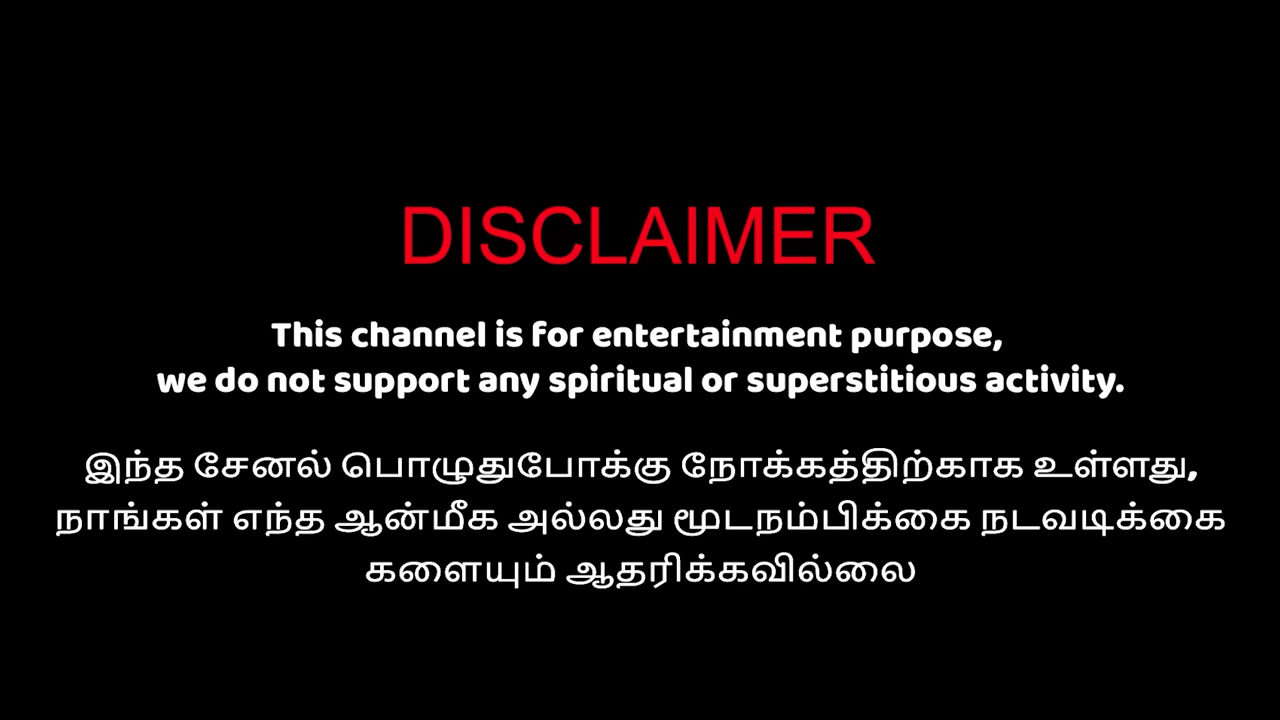 DISCLAIMER
This channel is for entertainment purpose,
we do not support any spiritual or superstitious activity.
இந்த சேனல் பொழுதுபோக்கு நோக்கத்திற்காக உள்ளது,
நாங்கள் எந்த ஆன்மீக அல்லது மூடநம்பிக்கை நடவடிக்கை
களையும் ஆதரிக்கவில்லை